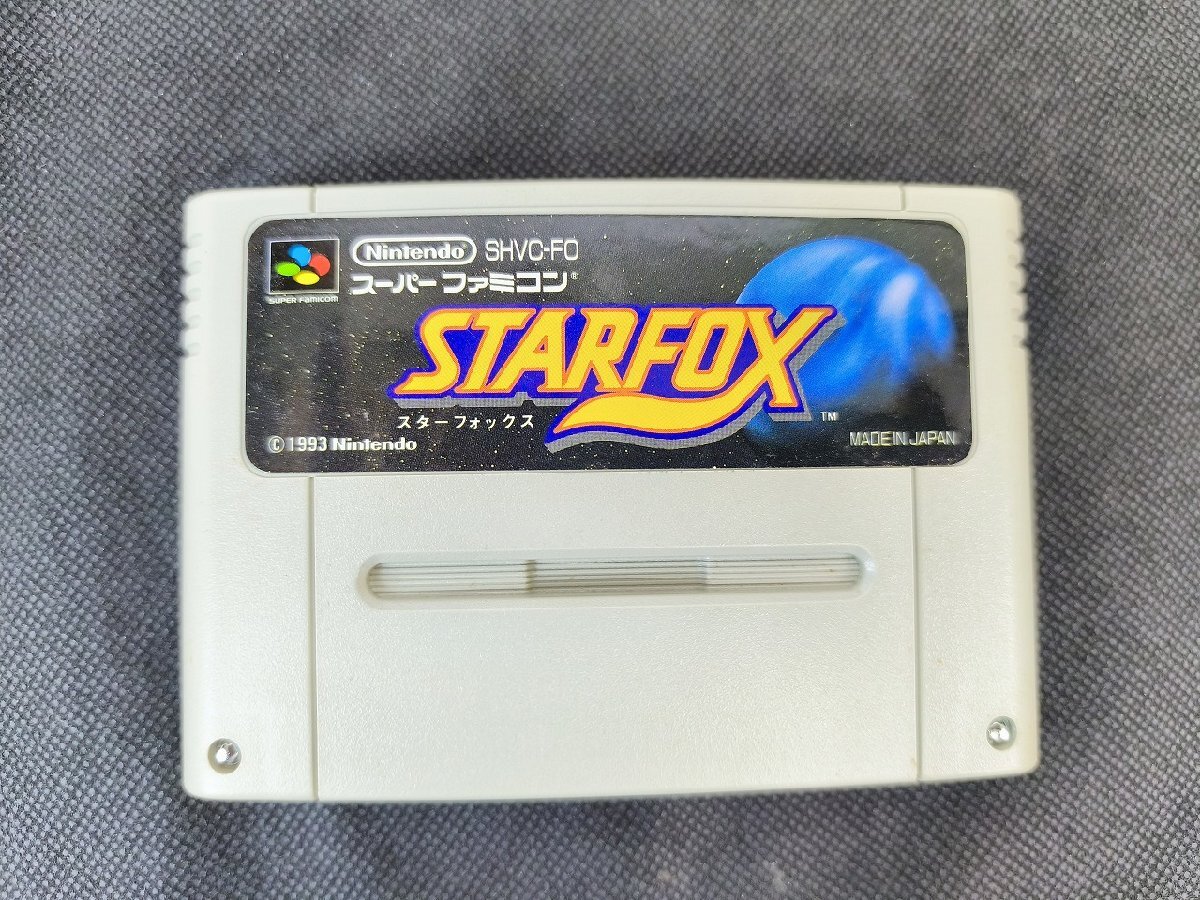 Nintendo SHVC-FO
SUPER FAMICOM
スーパーファミコン®
STARFOX
TM
スターフォックス
© 1993 Nintendo
MADE IN JAPAN